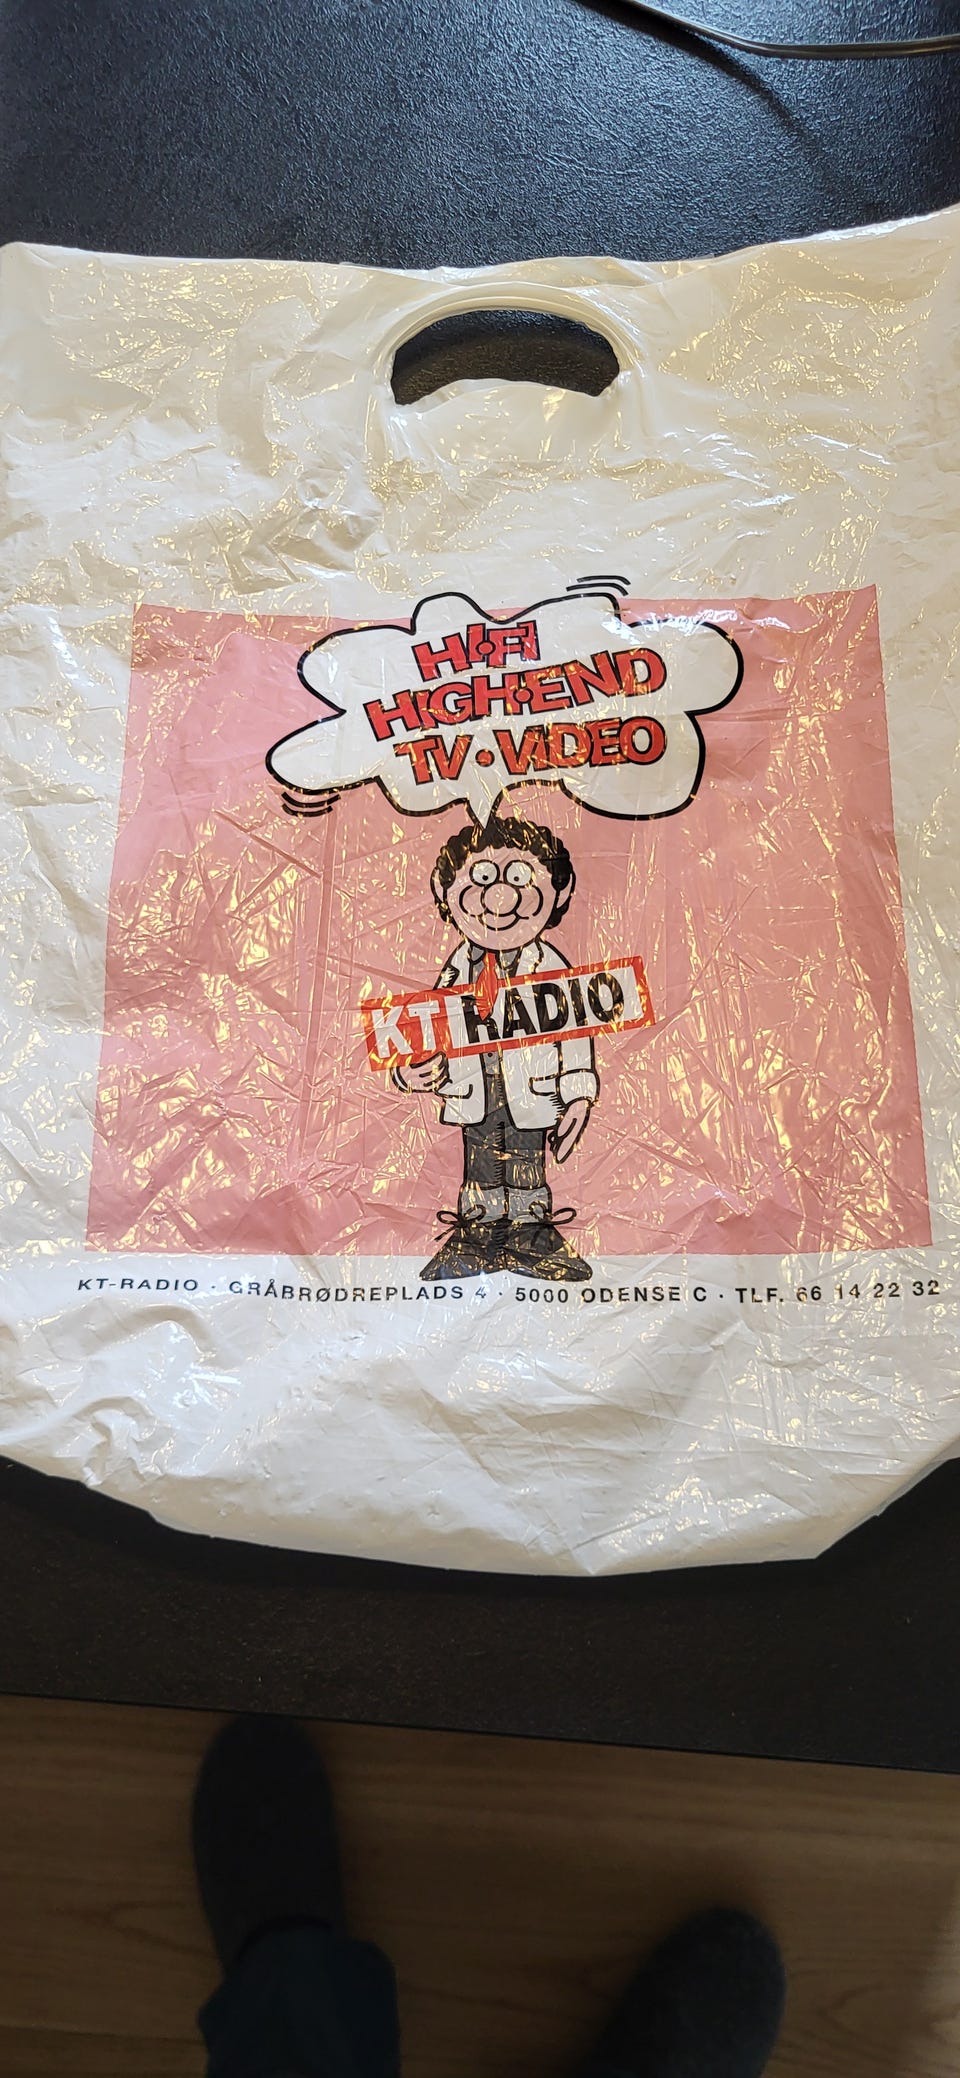 HI•FI
HIGH•END
TV•VIDEO
KT RADIO
KT-RADIO · GRÅBRØDREPLADS 4 · 5000 ODENSE C · TLF. 66 14 22 32